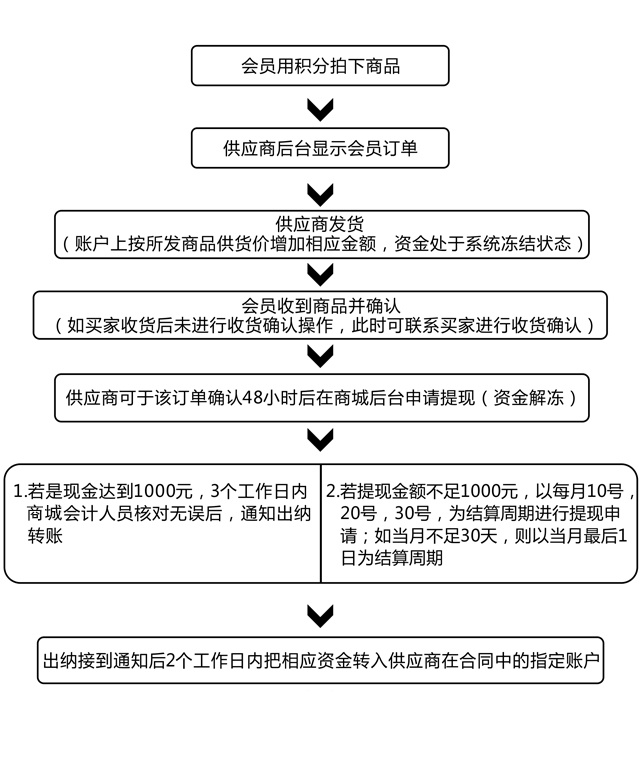 会员用积分拍下商品
供应商后台显示会员订单
供应商发货
（账户上按所发商品供货价增加相应金额，资金处于系统冻结状态）
会员收到商品并确认
（如买家收货后未进行收货确认操作，此时可联系买家进行收货确认）
供应商可于该订单确认48小时后在商城后台申请提现（资金解冻）
1.若是现金达到1000元，3个工作日内
商城会计人员核对无误后，通知出纳
转账
2.若提现金额不足1000元，以每月10号，
20号，30号，为结算周期进行提现申
请；如当月不足30天，则以当月最后1
日为结算周期
出纳接到通知后2个工作日内把相应资金转入供应商在合同中的指定账户